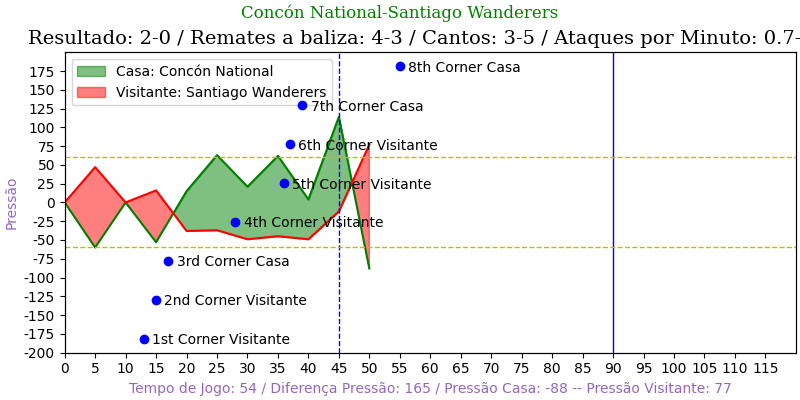 Concón National-Santiago Wanderers
Resultado: 2-0 / Remates a baliza: 4-3 / Cantos: 3-5 / Ataques por Minuto: 0.7-
Casa: Concón National
Visitante: Santiago Wanderers
8th Corner Casa
7th Corner Casa
6th Corner Visitante
5th Corner Visitante
4th Corner Visitante
3rd Corner Casa
2nd Corner Visitante
1st Corner Visitante
Pressão
175
150
125
100
75
50
25
0
-25
-50
-75
-100
-125
-150
-175
-200
0 5 10 15 20 25 30 35 40 45 50 55 60 65 70 75 80 85 90 95 100 105 110 115
Tempo de Jogo: 54 / Diferença Pressão: 165 / Pressão Casa: -88 -- Pressão Visitante: 77